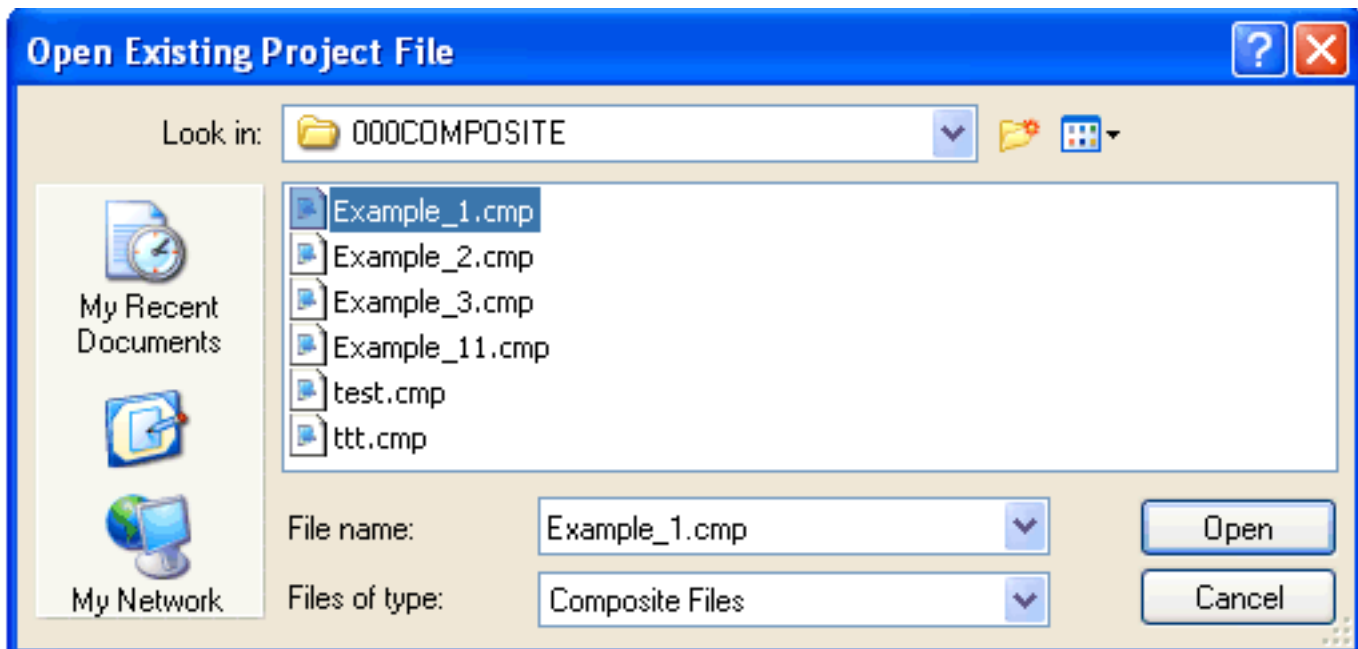 Open Existing Project File
Look in: 000COMPOSITE
My Recent
Documents
My Network
Example_1.cmp
Example_2.cmp
Example_3.cmp
Example_11.cmp
test.cmp
ttt.cmp
File name: Example_1.cmp Open
Files of type: Composite Files Cancel